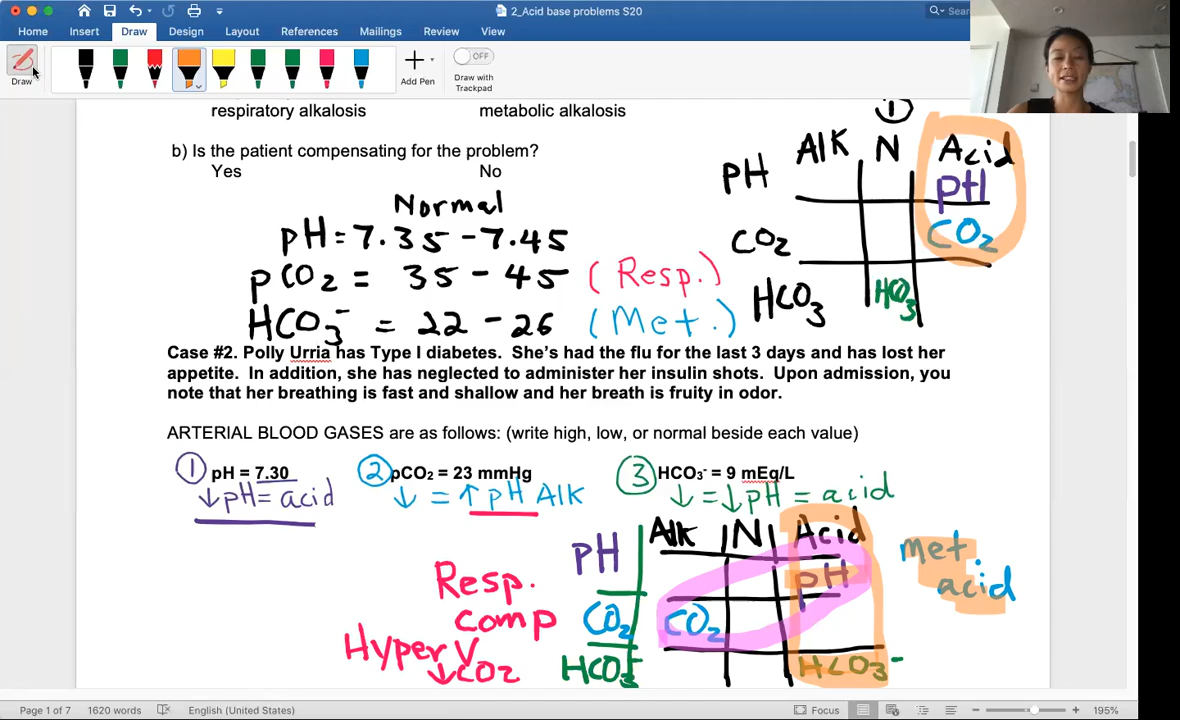 2_Acid base problems S20
Sear
Home Insert Draw Design Layout References Mailings Review View
Draw
Add Pen
OFF
Draw with Trackpad
respiratory alkalosis metabolic alkalosis
b) Is the patient compensating for the problem?
Yes No
Normal
pH = 7.35 - 7.45
pCO2 = 35 - 45 (Resp.)
HCO3- = 22 - 26 (Met.)
1
Alk N Acid
pH pH
CO2 CO2
HCO3 HCO3
Case #2. Polly Urria has Type I diabetes. She's had the flu for the last 3 days and has lost her
appetite. In addition, she has neglected to administer her insulin shots. Upon admission, you
note that her breathing is fast and shallow and her breath is fruity in odor.
ARTERIAL BLOOD GASES are as follows: (write high, low, or normal beside each value)
1 pH = 7.30 2 pCO2 = 23 mmHg 3 HCO3- = 9 mEq/L
↓pH = acid ↓ = ↑pH Alk ↓ = ↓pH = acid
Alk N Acid
pH pH
CO2 CO2
HCO3- HCO3-
met
acid
Resp.
comp
Hyper V
↓CO2
Page 1 of 7 1620 words English (United States) Focus 195%